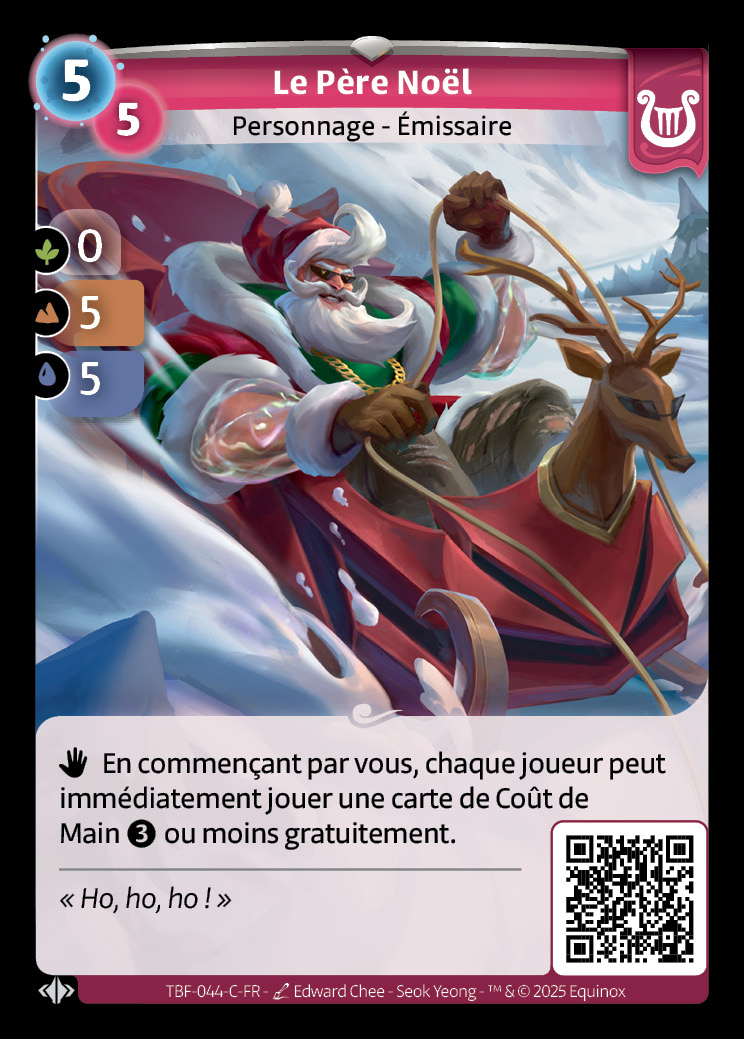 5
Le Père Noël
5
Personnage - Émissaire
0
5
5
En commençant par vous, chaque joueur peut
immédiatement jouer une carte de Coût de
Main 3 ou moins gratuitement.
« Ho, ho, ho ! »
TBF-044-C-FR - Edward Chee - Seok Yeong - ™ & © 2025 Equinox